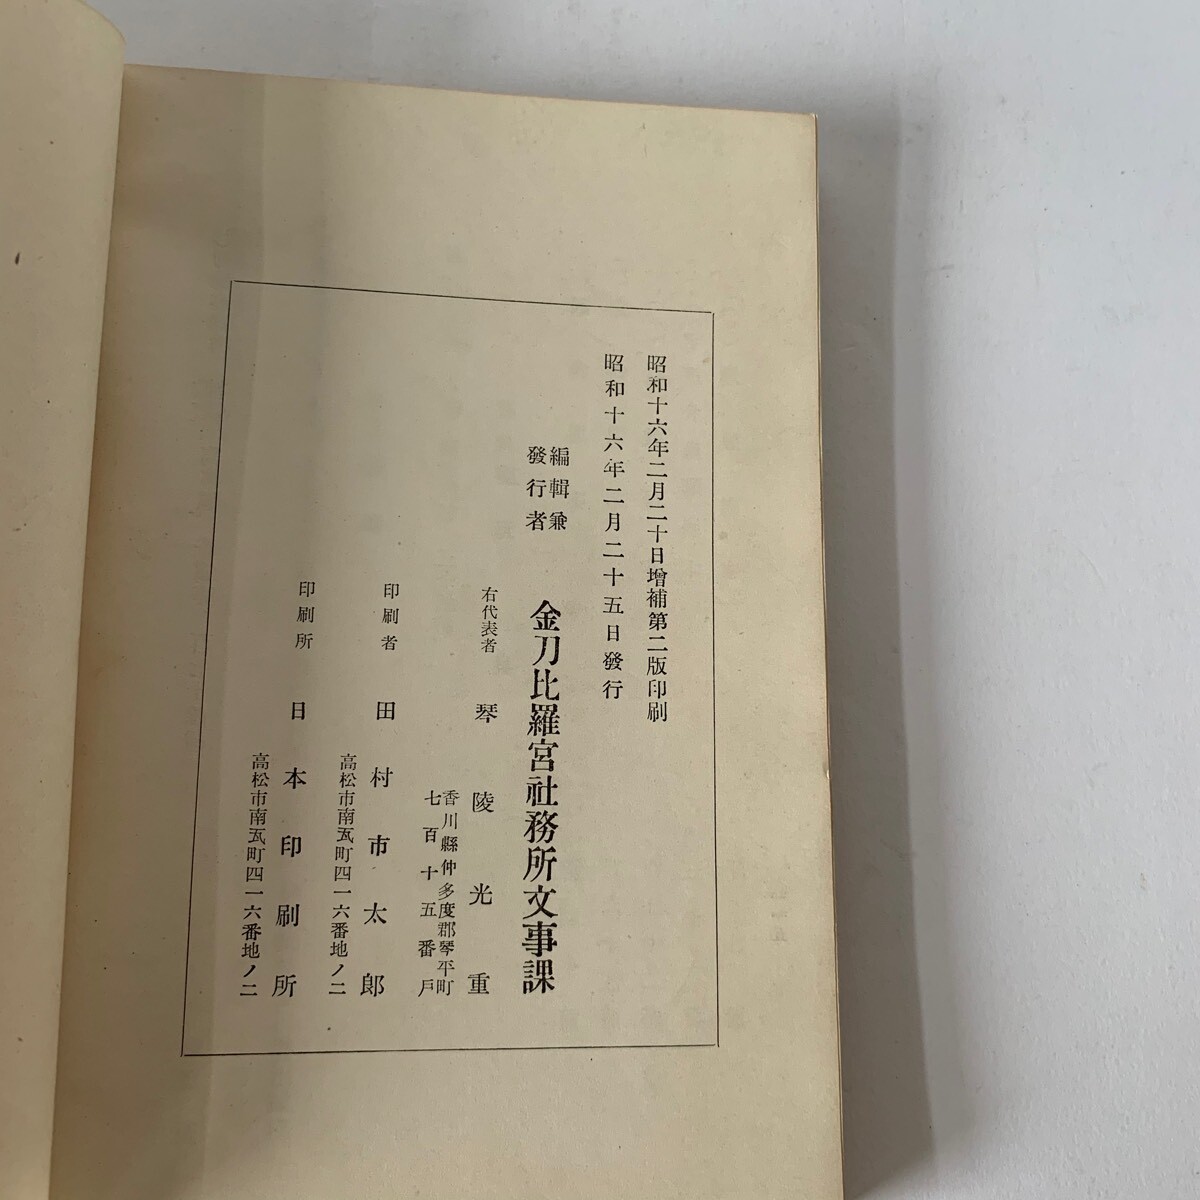 昭和十六年二月二十日增補第二版印刷
昭和十六年二月二十五日發行
編輯兼
發行者
金刀比羅宮社務所文事課
右代表者 琴陵光重
香川縣仲多度郡琴平町
七百十五番戶
印刷者 田村市太郎
高松市南瓦町四一六番地ノ二
印刷所 日本印刷所
高松市南瓦町四一六番地ノ二